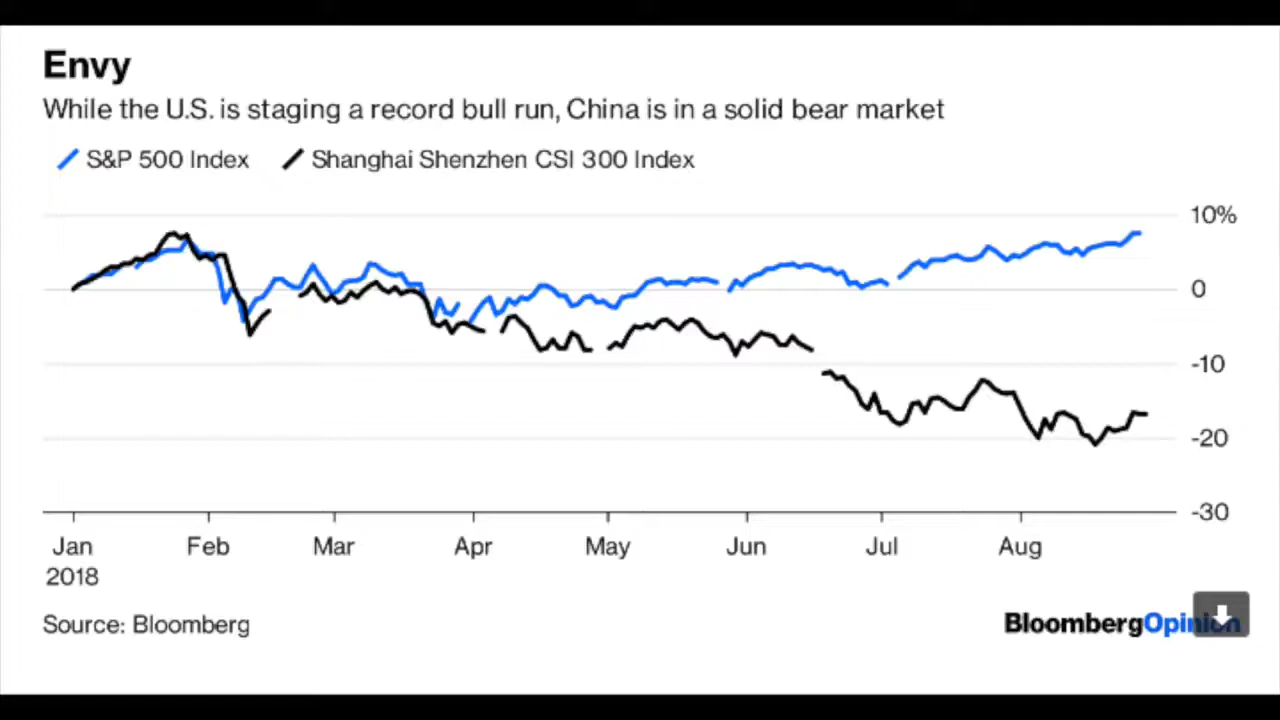 Envy
While the U.S. is staging a record bull run, China is in a solid bear market
S&P 500 Index Shanghai Shenzhen CSI 300 Index
10%
0
-10
-20
-30
Jan Feb Mar Apr May Jun Jul Aug
2018
Source: Bloomberg BloombergOpinion